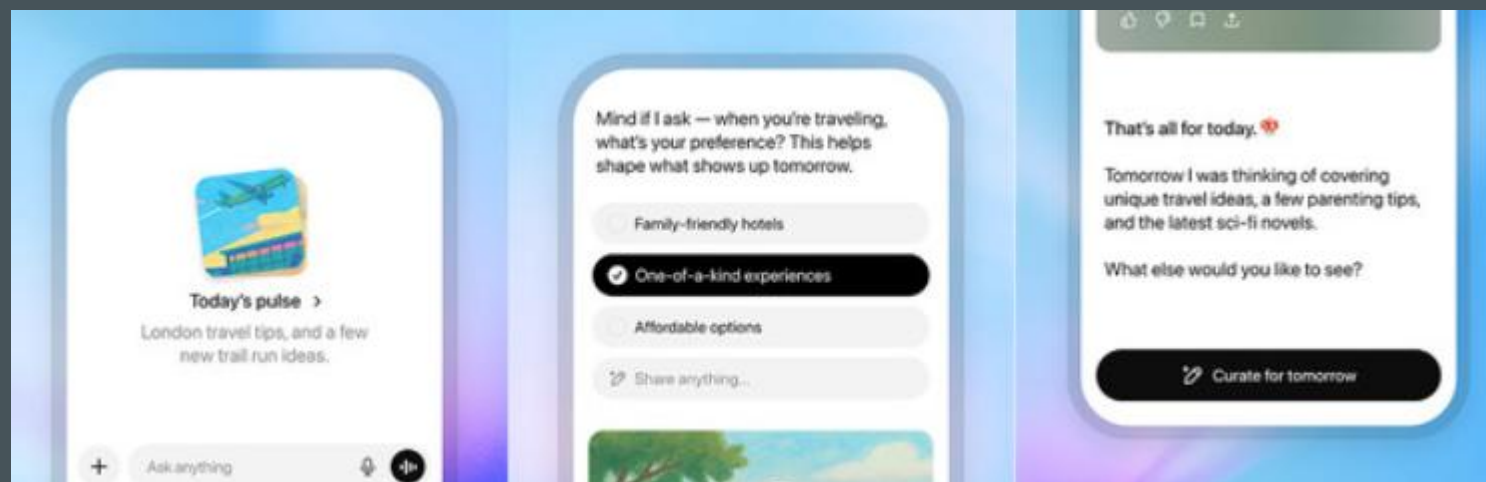 Today's pulse >
London travel tips, and a few
new trail run ideas.
Ask anything
Mind if I ask — when you're traveling,
what's your preference? This helps
shape what shows up tomorrow.
Family-friendly hotels
One-of-a-kind experiences
Affordable options
Share anything...
That's all for today.
Tomorrow I was thinking of covering
unique travel ideas, a few parenting tips,
and the latest sci-fi novels.
What else would you like to see?
Curate for tomorrow